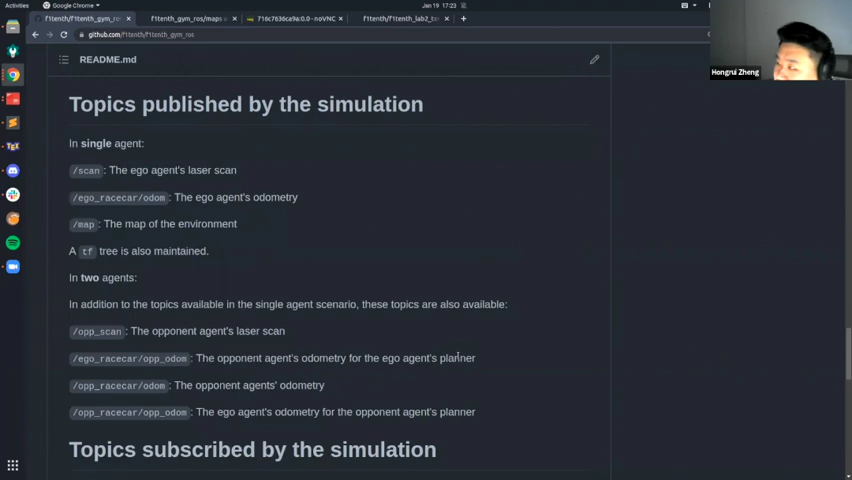 Activities
Google Chrome
Jan 19 17:23
f1tenth/f1tenth_gym_ro
f1tenth_gym_ros/maps
716c7636ca9a:0.0 - noVNC
f1tenth/f1tenth_lab2_te
github.com/f1tenth/f1tenth_gym_ros
Hongrui Zheng
README.md
Topics published by the simulation
In single agent:
/scan: The ego agent's laser scan
/ego_racecar/odom: The ego agent's odometry
/map: The map of the environment
A tf tree is also maintained.
In two agents:
In addition to the topics available in the single agent scenario, these topics are also available:
/opp_scan: The opponent agent's laser scan
/ego_racecar/opp_odom: The opponent agent's odometry for the ego agent's planner
/opp_racecar/odom: The opponent agents' odometry
/opp_racecar/opp_odom: The ego agent's odometry for the opponent agent's planner
Topics subscribed by the simulation